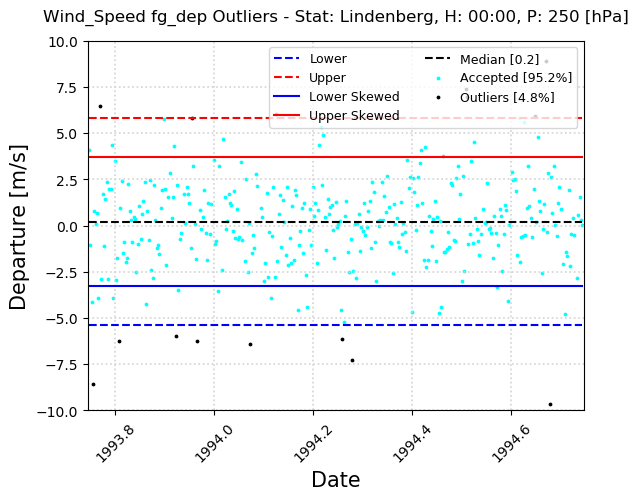 Wind_Speed fg_dep Outliers - Stat: Lindenberg, H: 00:00, P: 250 [hPa]
Departure [m/s]
10.0
7.5
5.0
2.5
0.0
−2.5
−5.0
−7.5
−10.0
Lower
Upper
Lower Skewed
Upper Skewed
Median [0.2]
Accepted [95.2%]
Outliers [4.8%]
1993.8
1994.0
1994.2
1994.4
1994.6
Date